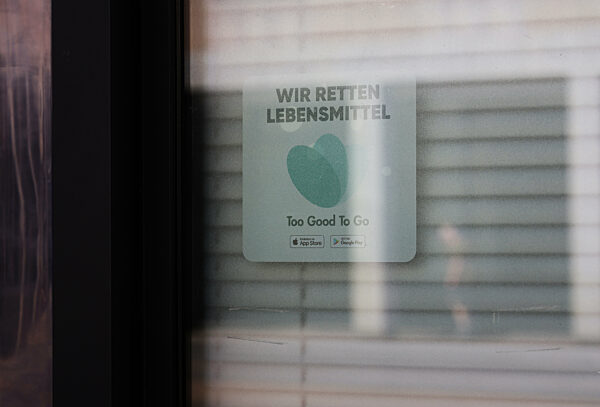 WIR RETTEN
LEBENSMITTEL
Too Good To Go
App Store Google Play